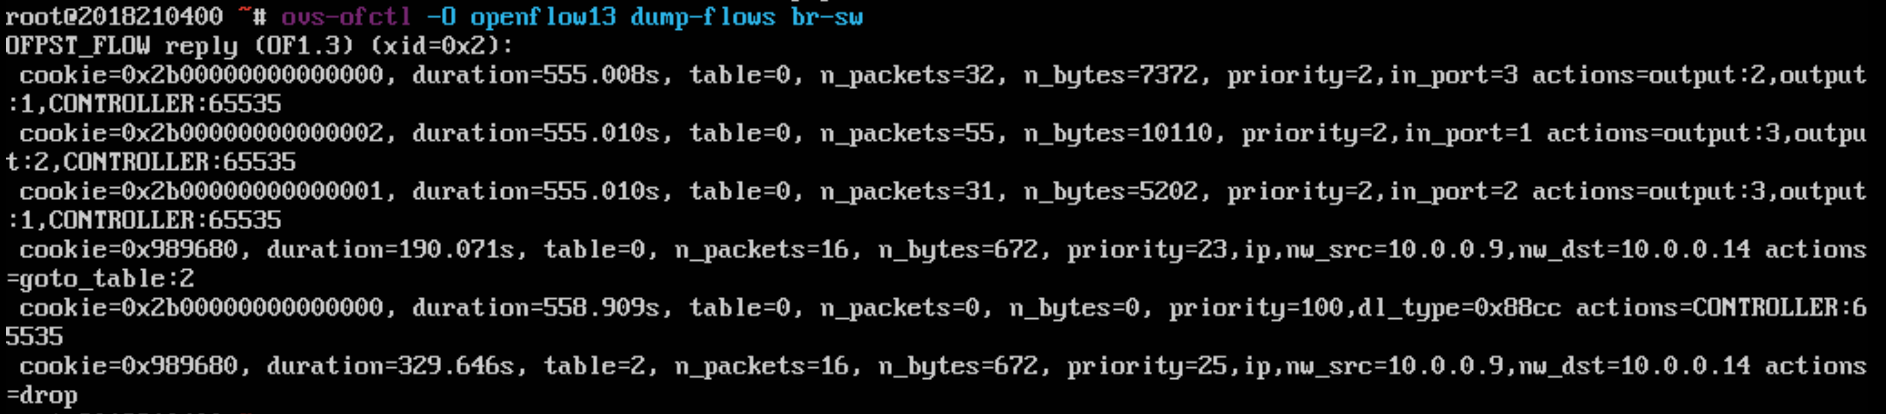 root@2018210400 ~# ovs-ofctl -O openflow13 dump-flows br-sw
OFPST_FLOW reply (OF1.3) (xid=0x2):
 cookie=0x2b00000000000000, duration=555.008s, table=0, n_packets=32, n_bytes=7372, priority=2,in_port=3 actions=output:2,output
:1,CONTROLLER:65535
 cookie=0x2b00000000000002, duration=555.010s, table=0, n_packets=55, n_bytes=10110, priority=2,in_port=1 actions=output:3,outpu
t:2,CONTROLLER:65535
 cookie=0x2b00000000000001, duration=555.010s, table=0, n_packets=31, n_bytes=5202, priority=2,in_port=2 actions=output:3,output
:1,CONTROLLER:65535
 cookie=0x989680, duration=190.071s, table=0, n_packets=16, n_bytes=672, priority=23,ip,nw_src=10.0.0.9,nw_dst=10.0.0.14 actions
=goto_table:2
 cookie=0x2b00000000000000, duration=558.909s, table=0, n_packets=0, n_bytes=0, priority=100,dl_type=0x88cc actions=CONTROLLER:6
5535
 cookie=0x989680, duration=329.646s, table=2, n_packets=16, n_bytes=672, priority=25,ip,nw_src=10.0.0.9,nw_dst=10.0.0.14 actions
=drop